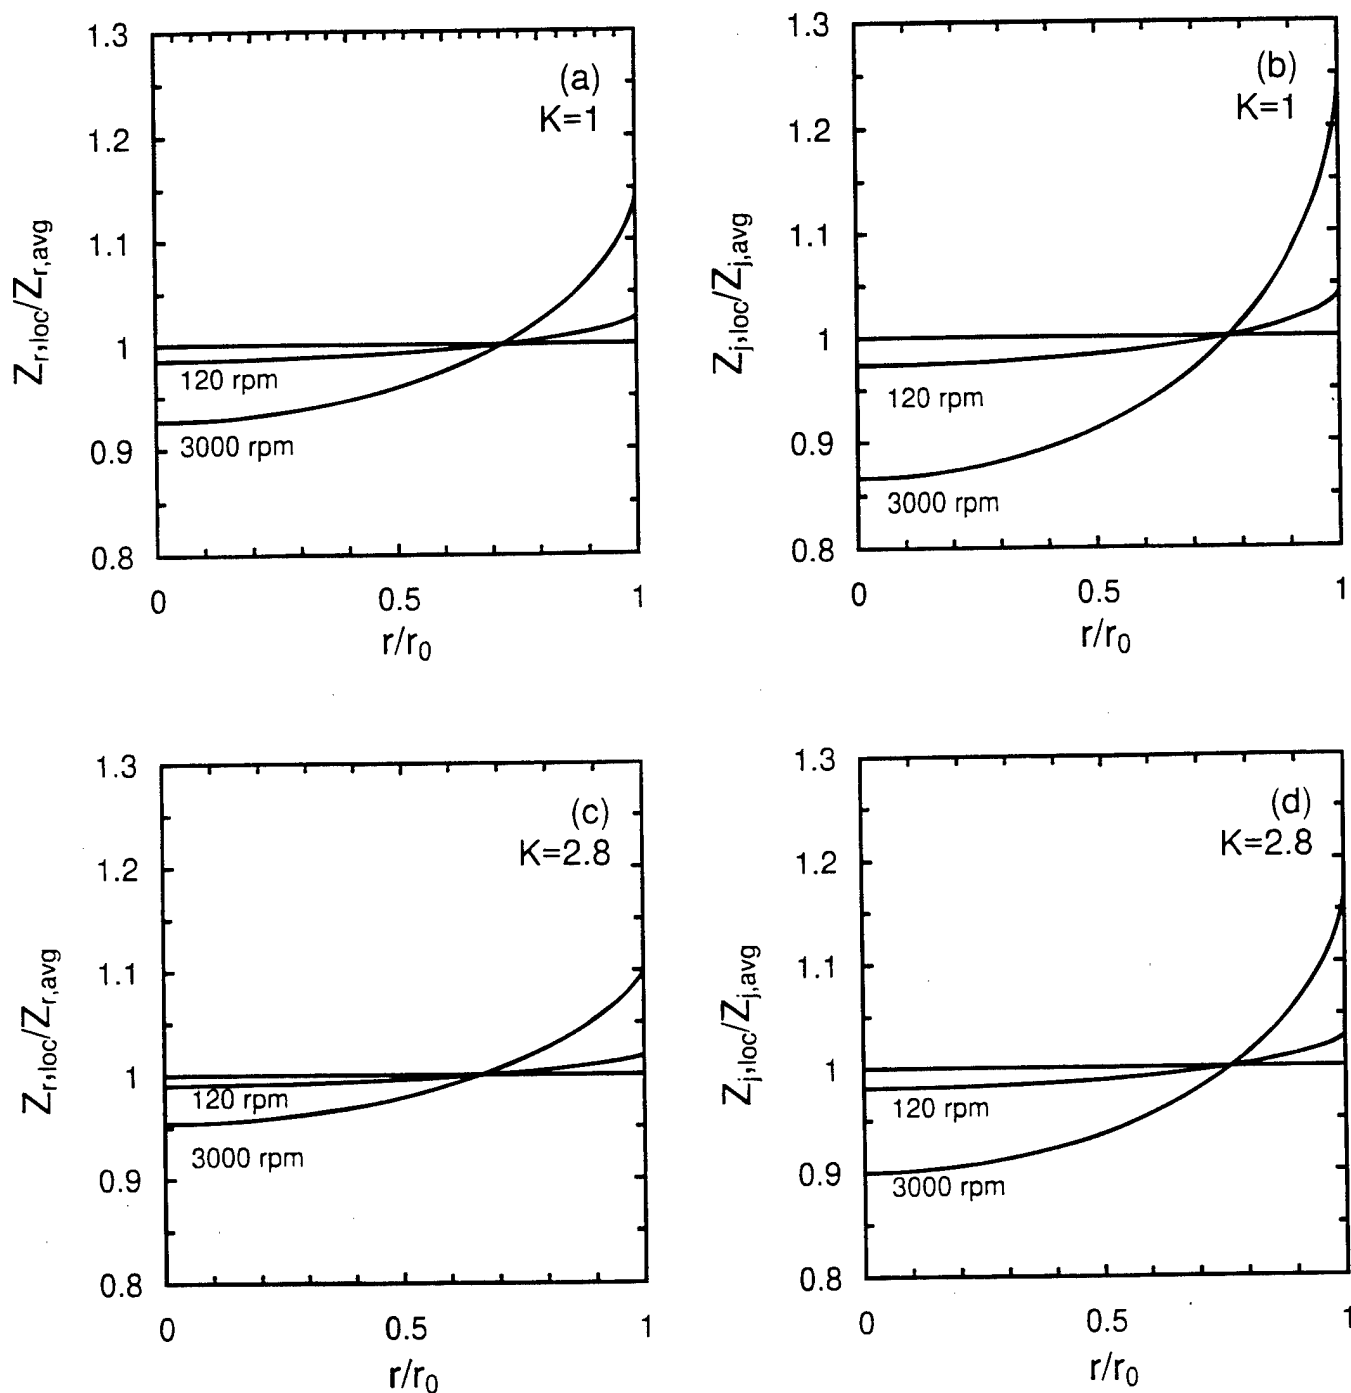 1.3
1.2
1.1
1
0.9
0.8
Zr,loc/Zr,avg
(a)
K=1
120 rpm
3000 rpm
0
0.5
1
r/r0
1.3
1.2
1.1
1
0.9
0.8
Zj,loc/Zj,avg
(b)
K=1
120 rpm
3000 rpm
0
0.5
1
r/r0
1.3
1.2
1.1
1
0.9
0.8
Zr,loc/Zr,avg
(c)
K=2.8
120 rpm
3000 rpm
0
0.5
1
r/r0
1.3
1.2
1.1
1
0.9
0.8
Zj,loc/Zj,avg
(d)
K=2.8
120 rpm
3000 rpm
0
0.5
1
r/r0